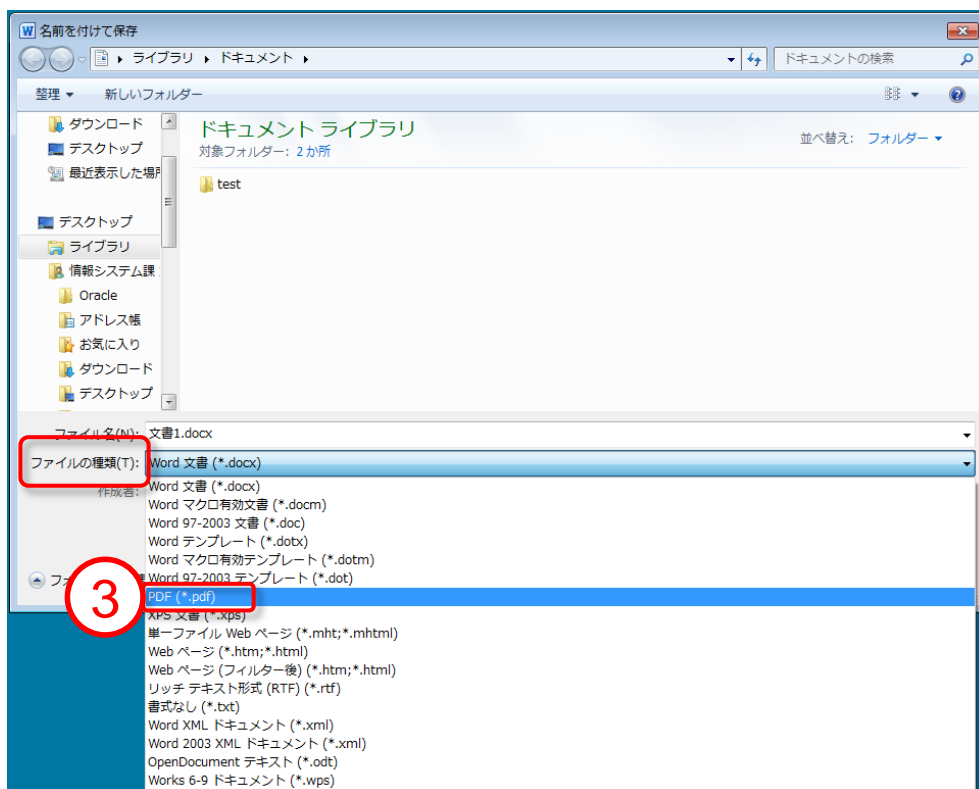 名前を付けて保存
ライブラリ ドキュメント ドキュメントの検索
整理 新しいフォルダー
ダウンロード
デスクトップ
最近表示した場所
ドキュメント ライブラリ
対象フォルダー: 2 か所
並べ替え: フォルダー
test
デスクトップ
ライブラリ
情報システム課
Oracle
アドレス帳
お気に入り
ダウンロード
デスクトップ
ファイル名(N): 文書1.docx
ファイルの種類(T): Word 文書 (*.docx)
作成者:
Word 文書 (*.docx)
Word マクロ有効文書 (*.docm)
Word 97-2003 文書 (*.doc)
Word テンプレート (*.dotx)
Word マクロ有効テンプレート (*.dotm)
Word 97-2003 テンプレート (*.dot)
3
PDF (*.pdf)
XPS 文書 (*.xps)
単一ファイル Web ページ (*.mht;*.mhtml)
Web ページ (*.htm;*.html)
Web ページ (フィルター後) (*.htm;*.html)
リッチ テキスト形式 (RTF) (*.rtf)
書式なし (*.txt)
Word XML ドキュメント (*.xml)
Word 2003 XML ドキュメント (*.xml)
OpenDocument テキスト (*.odt)
Works 6-9 ドキュメント (*.wps)